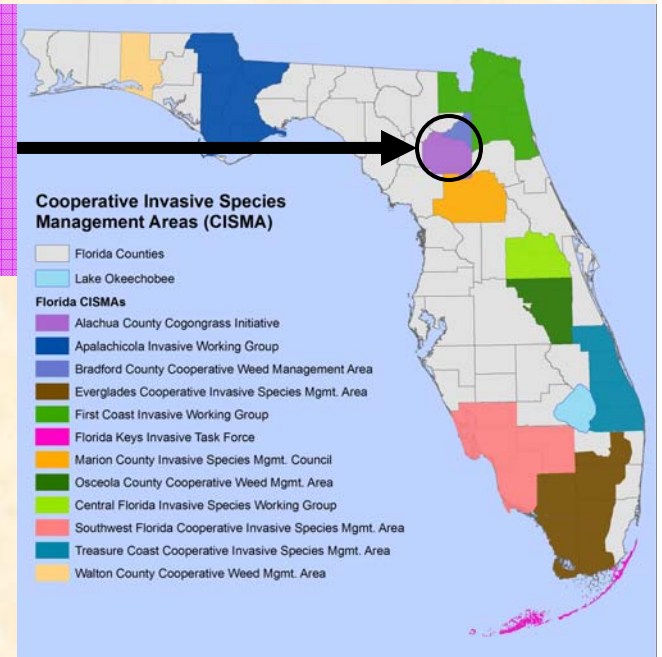 Cooperative Invasive Species
Management Areas (CISMA)
Florida Counties
Lake Okeechobee
Florida CISMAs
Alachua County Cogongrass Initiative
Apalachicola Invasive Working Group
Bradford County Cooperative Weed Management Area
Everglades Cooperative Invasive Species Mgmt. Area
First Coast Invasive Working Group
Florida Keys Invasive Task Force
Marion County Invasive Species Mgmt. Council
Osceola County Cooperative Weed Mgmt. Area
Central Florida Invasive Species Working Group
Southwest Florida Cooperative Invasive Species Mgmt. Area
Treasure Coast Cooperative Invasive Species Mgmt. Area
Walton County Cooperative Weed Mgmt. Area